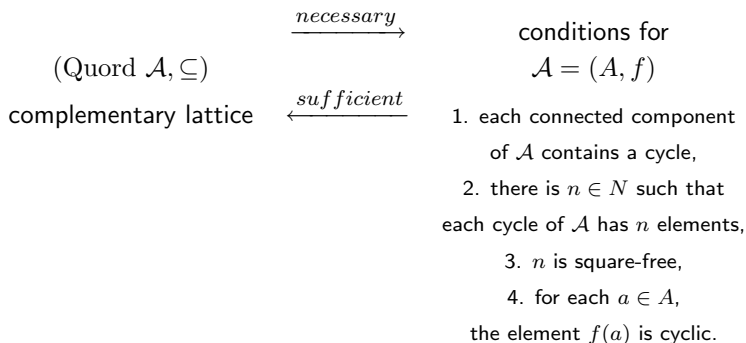 necessary
conditions for
(Quord 𝒜, ⊆)
𝒜 = (A, f)
complementary lattice
sufficient
1. each connected component
of 𝒜 contains a cycle,
2. there is n ∈ N such that
each cycle of 𝒜 has n elements,
3. n is square-free,
4. for each a ∈ A,
the element f(a) is cyclic.